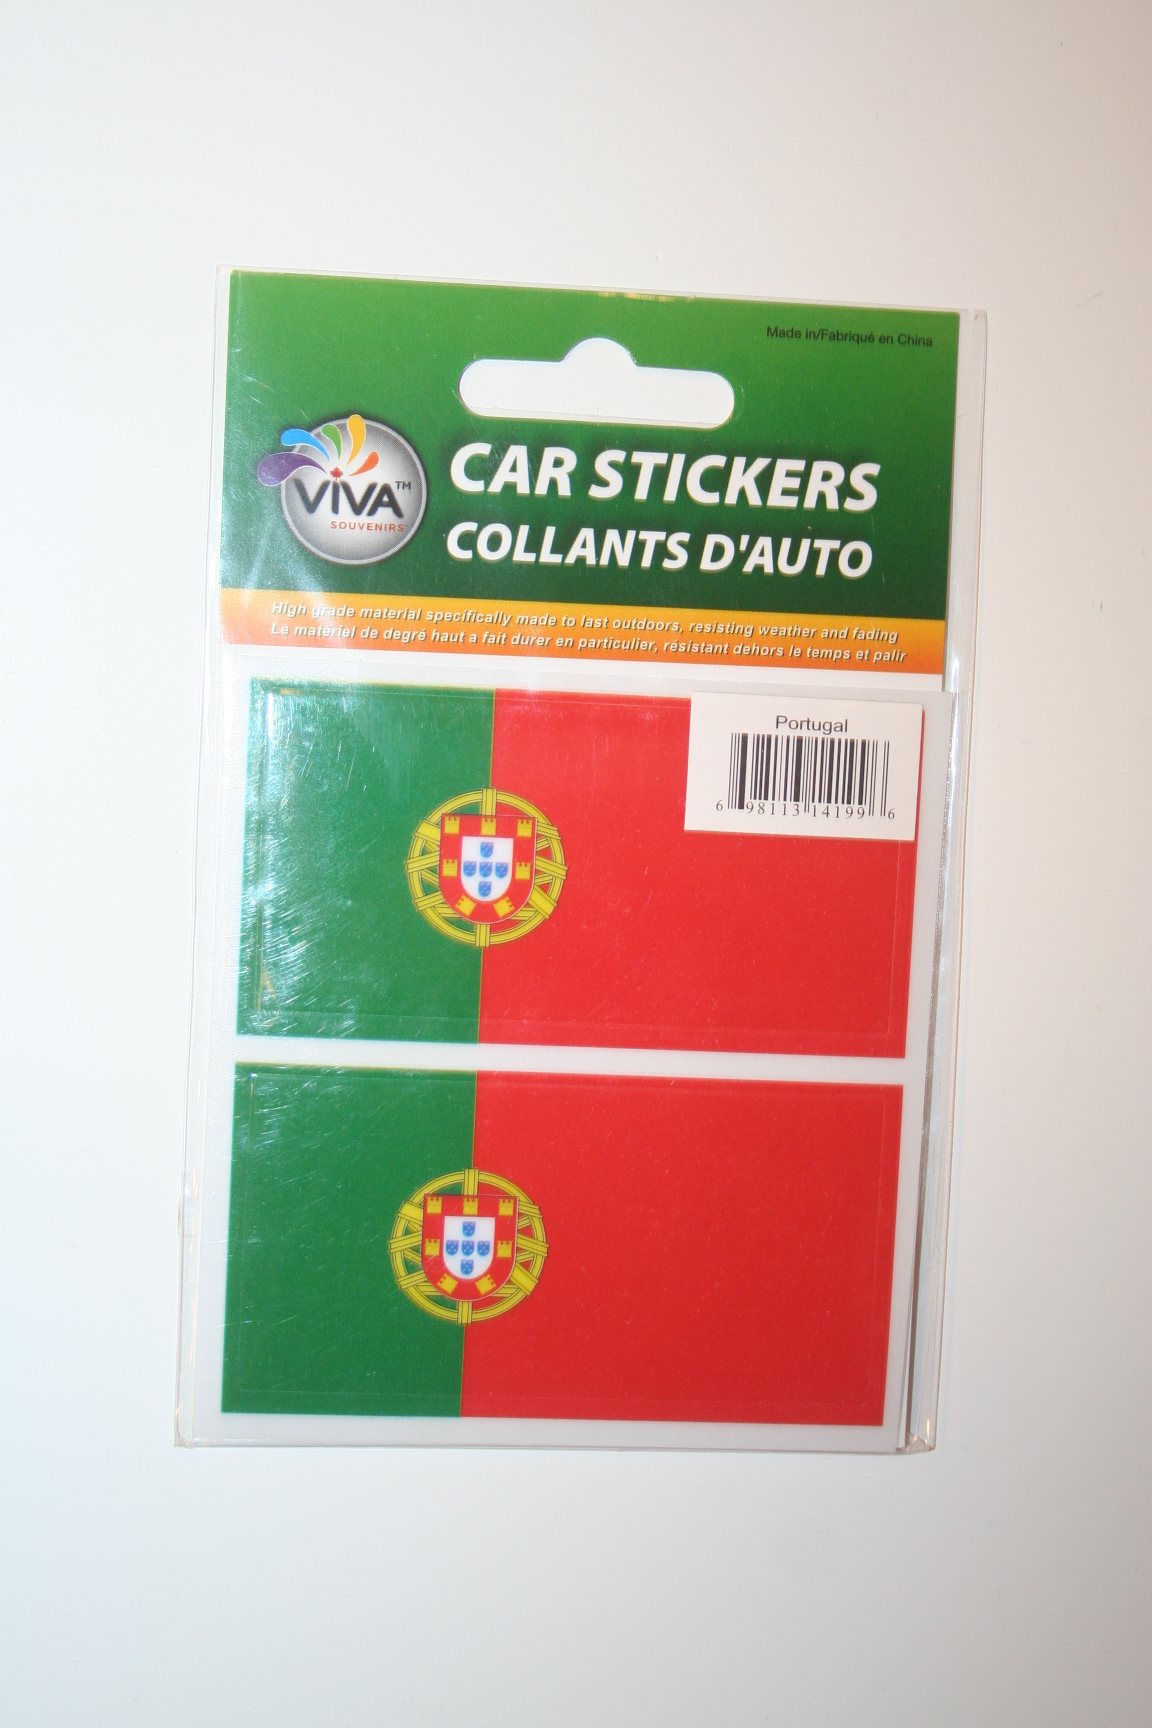 Made in/Fabriqué en China
VIVA™
SOUVENIRS
CAR STICKERS
COLLANTS D'AUTO
High grade material specifically made to last outdoors, resisting weather and fading
Le matériel de degré haut a fait durer en particulier, résistant dehors le temps et palir
Portugal
6 98113 14199 6